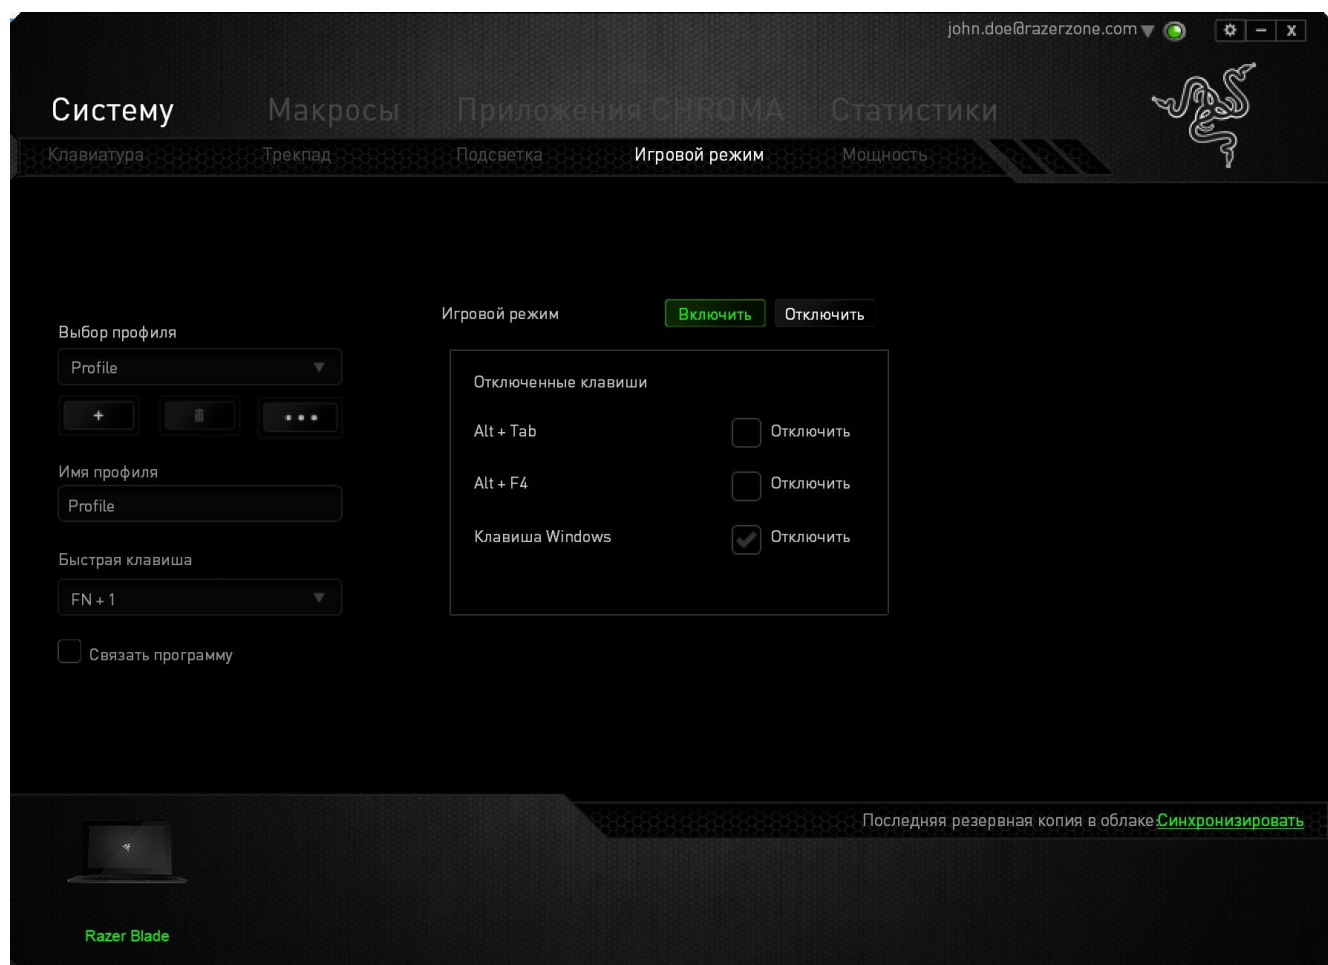 john.doe@razerzone.com
Систему Макросы Приложения CHROMA Статистики
Клавиатура Трекпад Подсветка Игровой режим Мощность
Выбор профиля
Profile
Имя профиля
Profile
Быстрая клавиша
FN + 1
Связать программу
Игровой режим Включить Отключить
Отключенные клавиши
Alt + Tab Отключить
Alt + F4 Отключить
Клавиша Windows Отключить
Последняя резервная копия в облаке:Синхронизировать
Razer Blade